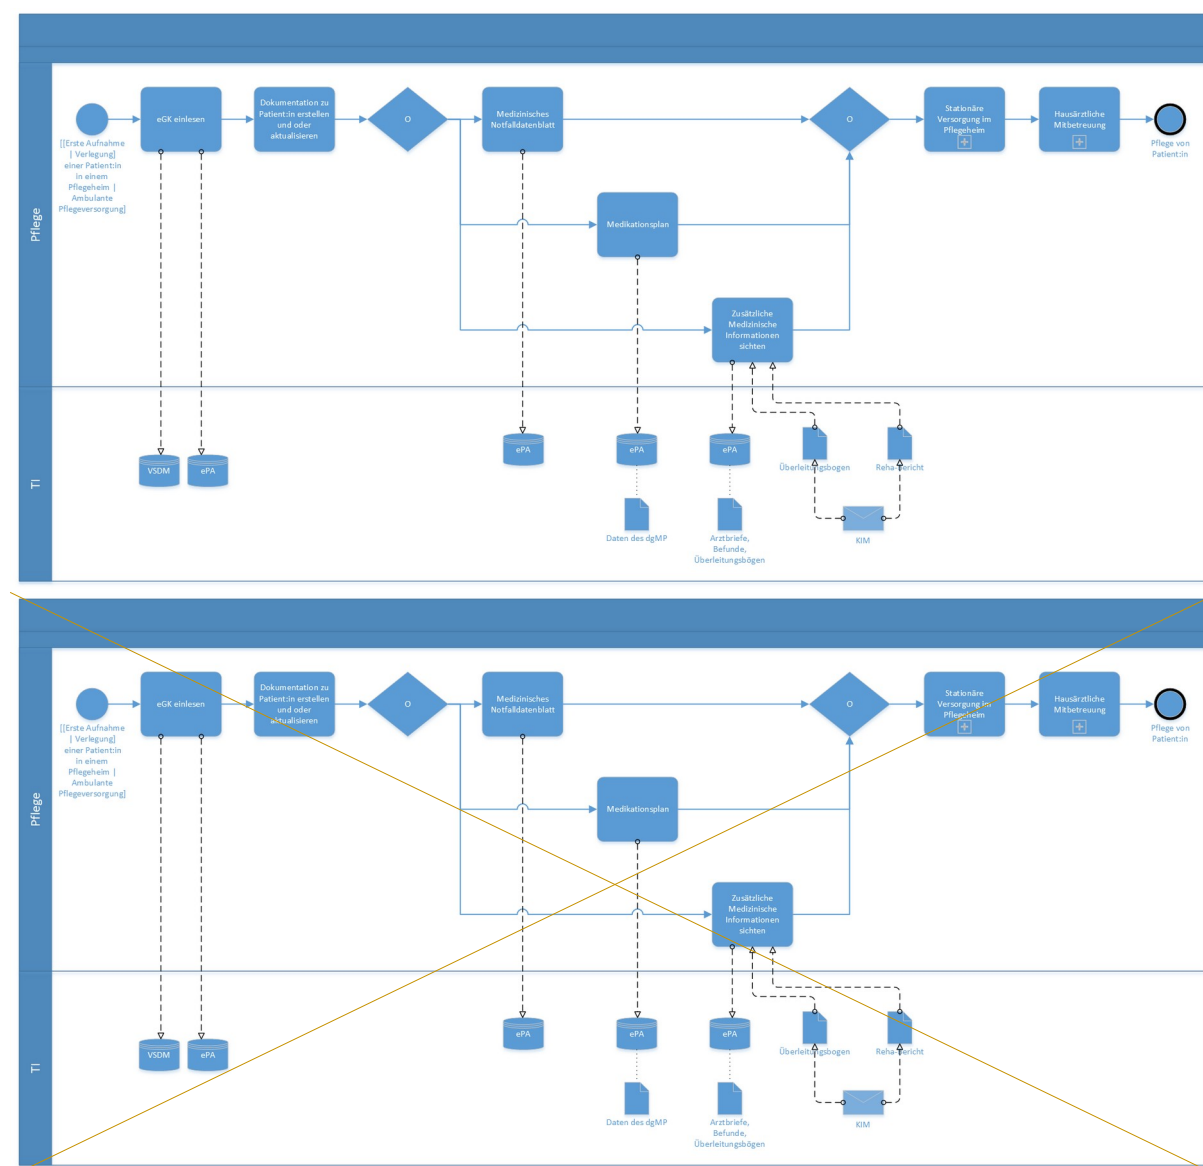 Pflege
[[Erste Aufnahme
| Verlegung]
einer Patient:in
in einem
Pflegeheim |
Ambulante
Pflegeversorgung]
eGK einlesen
Dokumentation zu
Patient:in erstellen
und oder
aktualisieren
O
Medizinisches
Notfalldatenblatt
Medikationsplan
Zusätzliche
Medizinische
Informationen
sichten
O
Stationäre
Versorgung im
Pflegeheim
Hausärztliche
Mitbetreuung
Pflege von
Patient:in
TI
VSDM
ePA
ePA
ePA
Daten des dgMP
ePA
Arztbriefe,
Befunde,
Überleitungsbögen
Überleitungsbogen
Reha-Bericht
KIM
Pflege
[[Erste Aufnahme
| Verlegung]
einer Patient:in
in einem
Pflegeheim |
Ambulante
Pflegeversorgung]
eGK einlesen
Dokumentation zu
Patient:in erstellen
und oder
aktualisieren
O
Medizinisches
Notfalldatenblatt
Medikationsplan
Zusätzliche
Medizinische
Informationen
sichten
O
Stationäre
Versorgung im
Pflegeheim
Hausärztliche
Mitbetreuung
Pflege von
Patient:in
TI
VSDM
ePA
ePA
ePA
Daten des dgMP
ePA
Arztbriefe,
Befunde,
Überleitungsbögen
Überleitungsbogen
Reha-Bericht
KIM